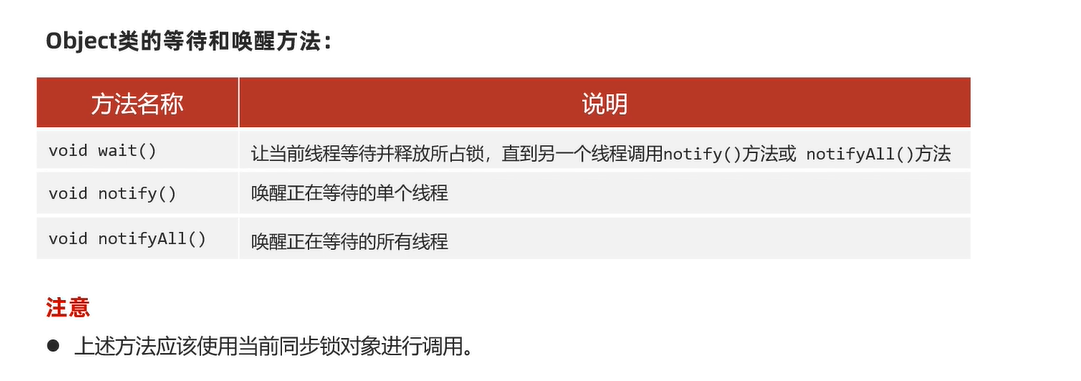 Object类的等待和唤醒方法：
方法名称 说明
void wait() 让当前线程等待并释放所占锁，直到另一个线程调用notify()方法或 notifyAll()方法
void notify() 唤醒正在等待的单个线程
void notifyAll() 唤醒正在等待的所有线程
注意
● 上述方法应该使用当前同步锁对象进行调用。